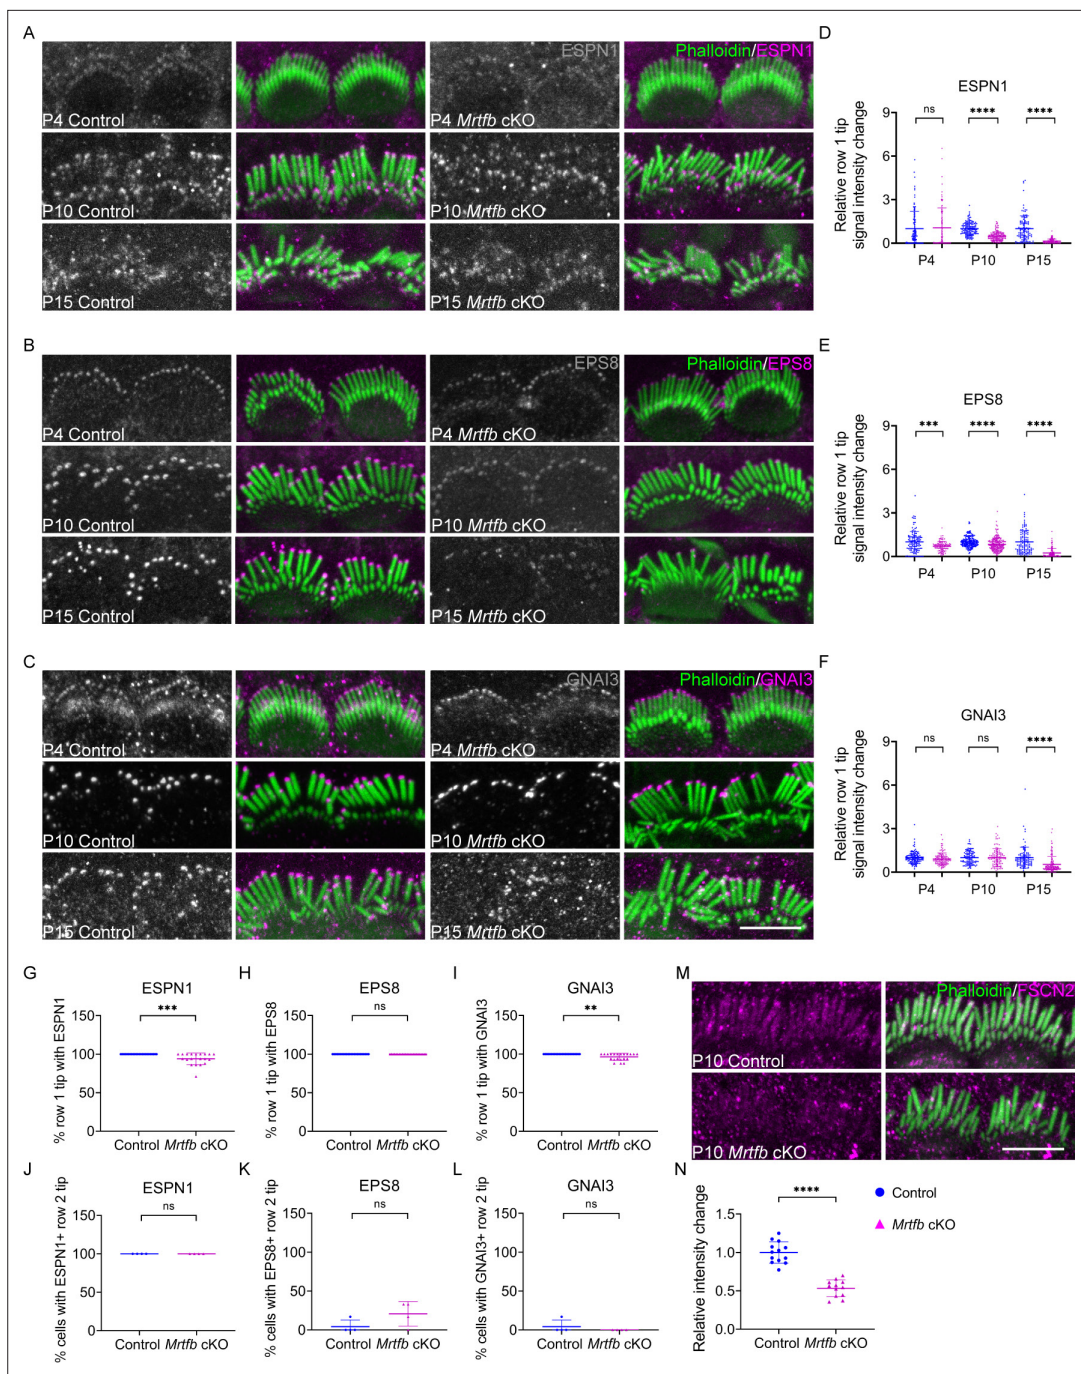 A
ESPN1
Phalloidin/ESPN1
P4 Control
P4 Mrtfb cKO
P10 Control
P10 Mrtfb cKO
P15 Control
P15 Mrtfb cKO
D
ESPN1
Relative row 1 tip
signal intensity change
9
6
3
0
ns
****
****
P4
P10
P15
B
EPS8
Phalloidin/EPS8
P4 Control
P4 Mrtfb cKO
P10 Control
P10 Mrtfb cKO
P15 Control
P15 Mrtfb cKO
E
EPS8
Relative row 1 tip
signal intensity change
9
6
3
0
***
****
****
P4
P10
P15
C
GNAI3
Phalloidin/GNAI3
P4 Control
P4 Mrtfb cKO
P10 Control
P10 Mrtfb cKO
P15 Control
P15 Mrtfb cKO
F
GNAI3
Relative row 1 tip
signal intensity change
9
6
3
0
ns
ns
****
P4
P10
P15
G
ESPN1
% row 1 tip with ESPN1
150
100
50
0
***
Control Mrtfb cKO
H
EPS8
% row 1 tip with EPS8
150
100
50
0
ns
Control Mrtfb cKO
I
GNAI3
% row 1 tip with GNAI3
150
100
50
0
**
Control Mrtfb cKO
J
ESPN1
% cells with ESPN1+ row 2 tip
150
100
50
0
ns
Control Mrtfb cKO
K
EPS8
% cells with EPS8+ row 2 tip
150
100
50
0
ns
Control Mrtfb cKO
L
GNAI3
% cells with GNAI3+ row 2 tip
150
100
50
0
ns
Control Mrtfb cKO
M
Phalloidin/FSCN2
P10 Control
P10 Mrtfb cKO
N
Relative intensity change
1.5
1.0
0.5
0.0
****
Control Mrtfb cKO
Control
Mrtfb cKO